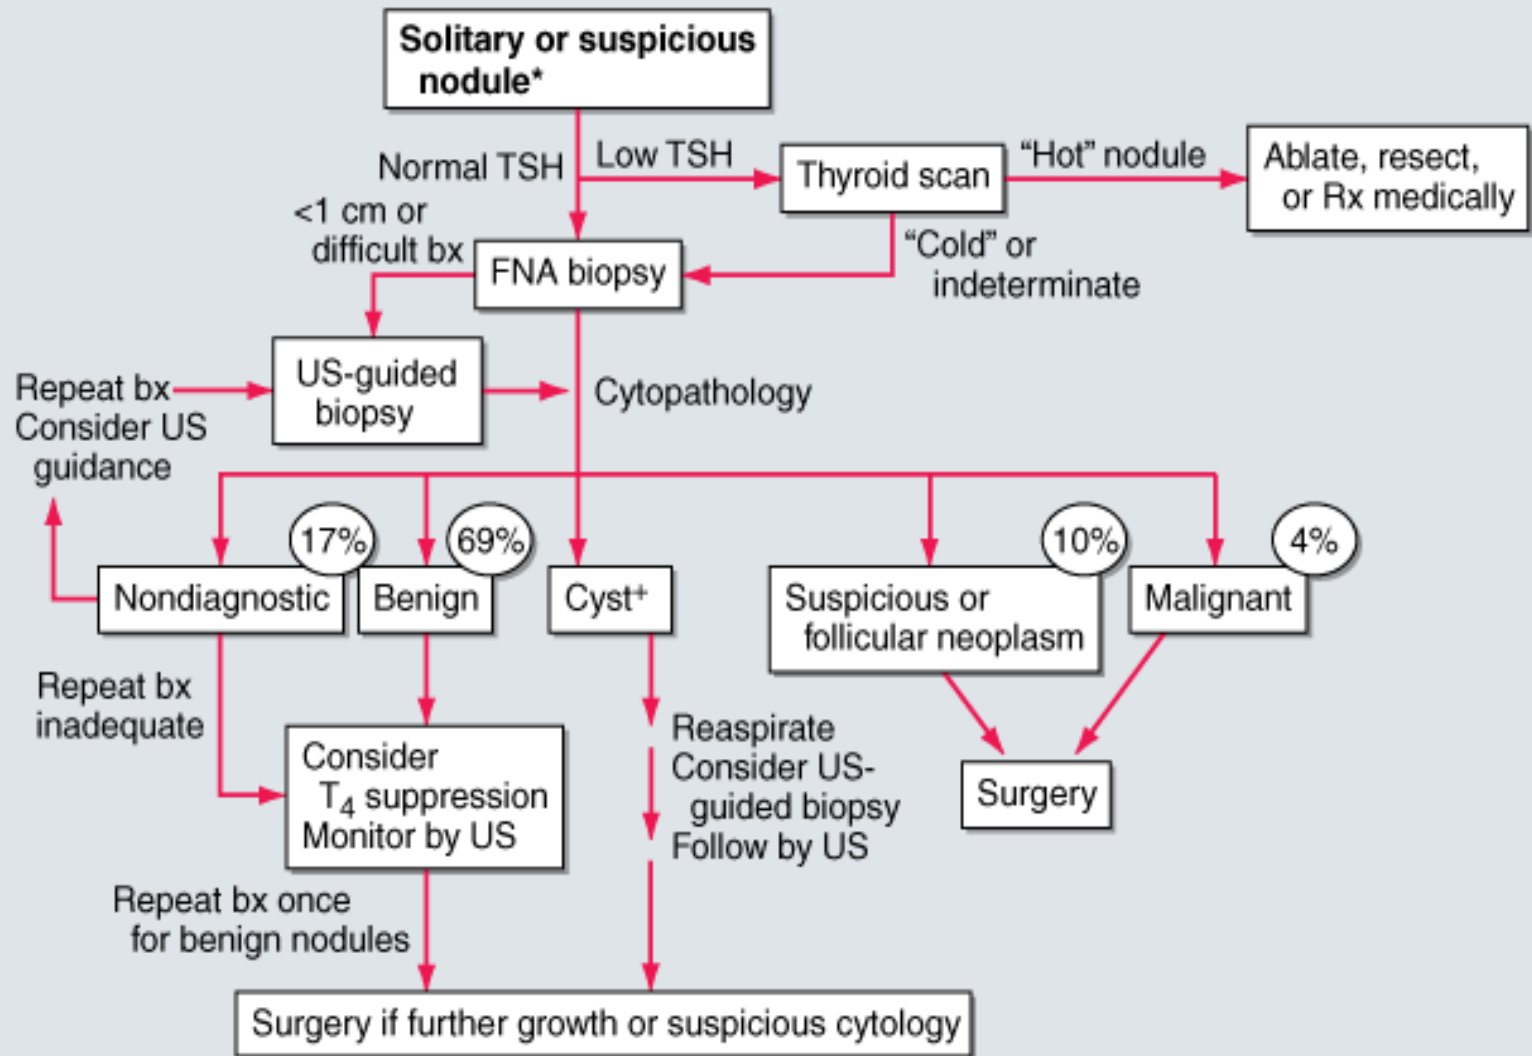 Solitary or suspicious
nodule*
Normal TSH
Low TSH
Thyroid scan
“Hot” nodule
Ablate, resect,
or Rx medically
<1 cm or
difficult bx
FNA biopsy
“Cold” or
indeterminate
US-guided
biopsy
Cytopathology
Repeat bx
Consider US
guidance
17%
69%
10%
4%
Nondiagnostic
Benign
Cyst⁺
Suspicious or
follicular neoplasm
Malignant
Repeat bx
inadequate
Consider
T₄ suppression
Monitor by US
Reaspirate
Consider US-
guided biopsy
Follow by US
Surgery
Repeat bx once
for benign nodules
Surgery if further growth or suspicious cytology